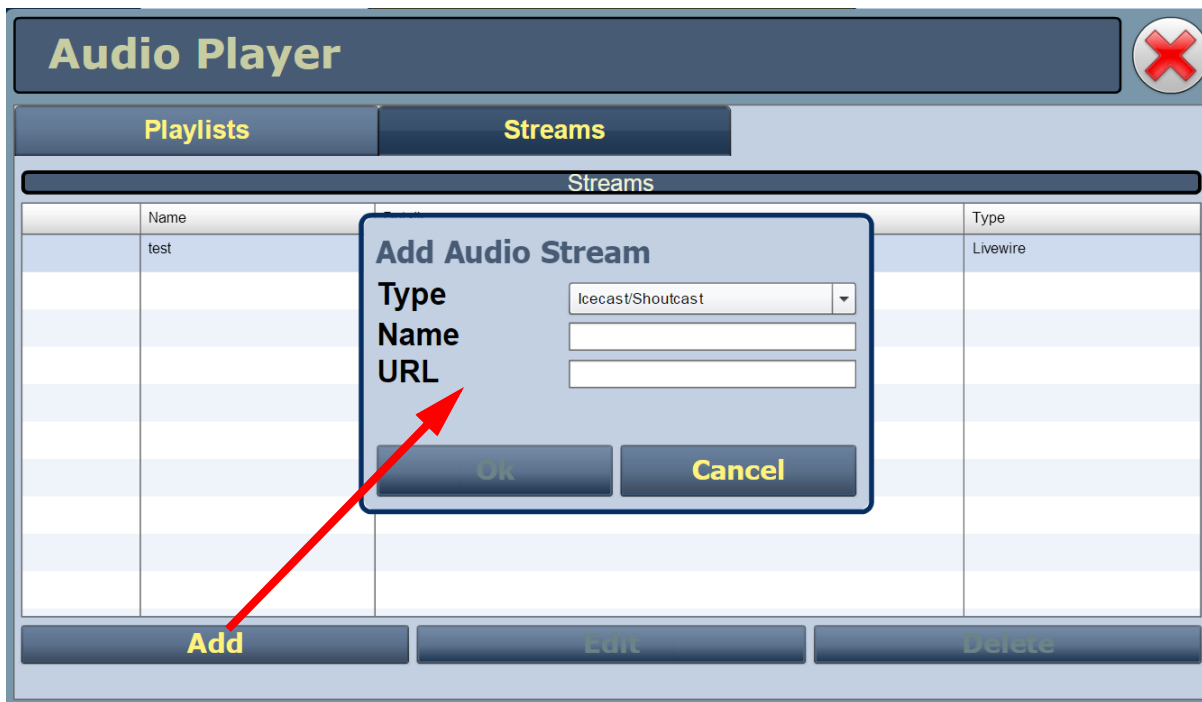 Audio Player
Playlists Streams
Streams
Name Type
test Livewire
Add Audio Stream
Type Icecast/Shoutcast
Name
URL
Ok Cancel
Add Edit Delete